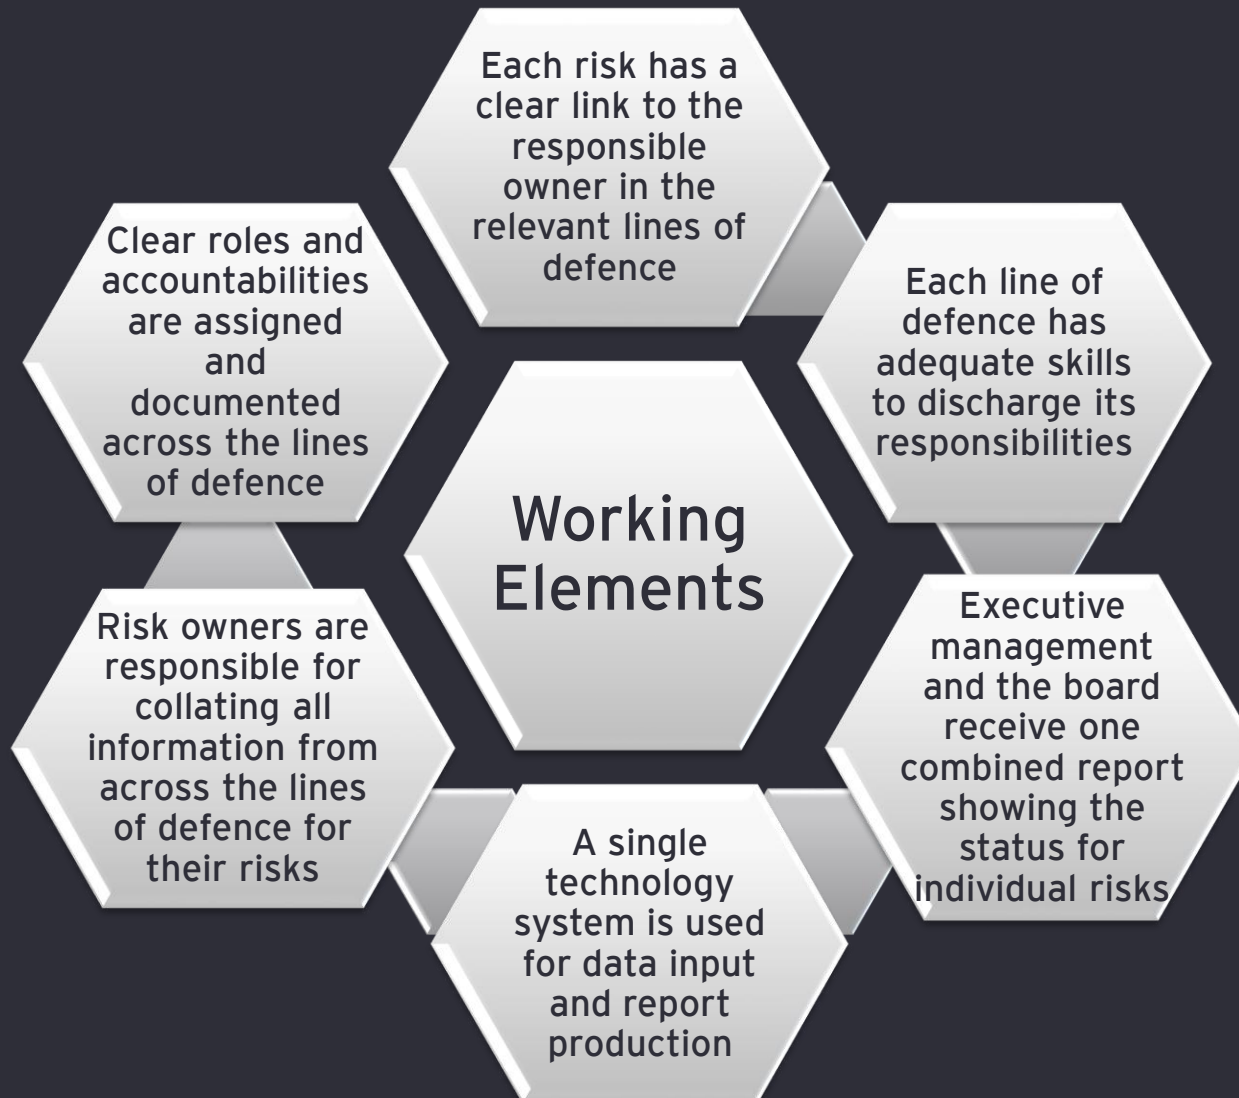 Each risk has a
clear link to the
responsible
owner in the
relevant lines of
defence
Each line of
defence has
adequate skills
to discharge its
responsibilities
Executive
management
and the board
receive one
combined report
showing the
status for
individual risks
A single
technology
system is used
for data input
and report
production
Risk owners are
responsible for
collating all
information from
across the lines
of defence for
their risks
Clear roles and
accountabilities
are assigned
and
documented
across the lines
of defence
Working
Elements